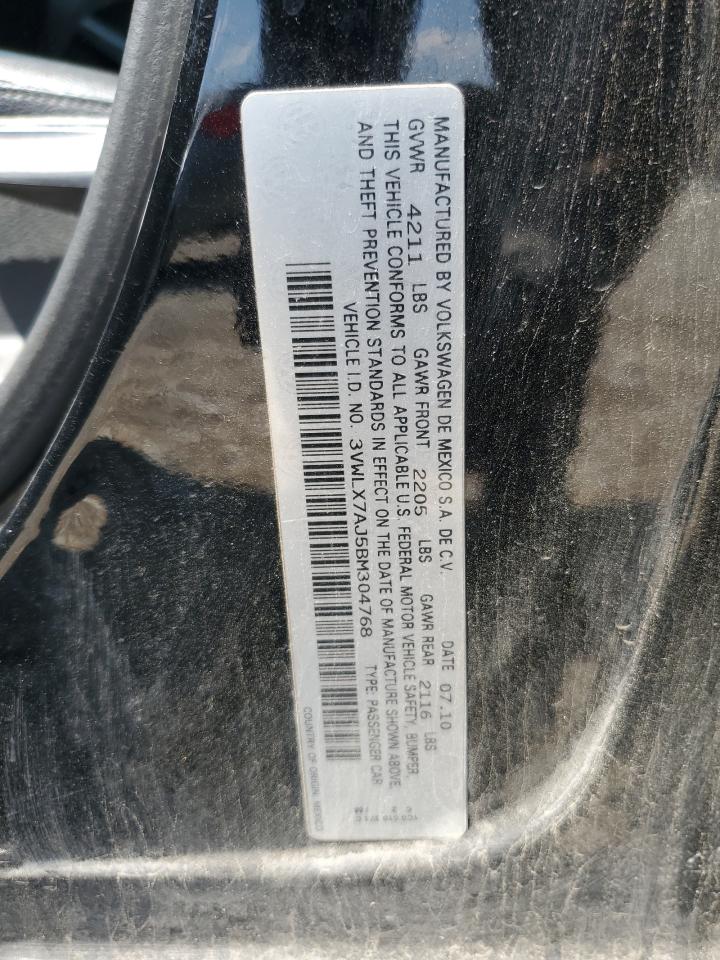 MANUFACTURED BY VOLKSWAGEN DE MEXICO S.A. DE C.V. DATE 07.10
GVWR 4211 LBS GAWR FRONT 2205 LBS GAWR REAR 2116 LBS
THIS VEHICLE CONFORMS TO ALL APPLICABLE U.S. FEDERAL MOTOR VEHICLE SAFETY, BUMPER,
AND THEFT PREVENTION STANDARDS IN EFFECT ON THE DATE OF MANUFACTURE SHOWN ABOVE.
VEHICLE I.D. NO. 3VWLX7AJ5BM304768 TYPE: PASSENGER CAR
COUNTRY OF ORIGIN: MEXICO